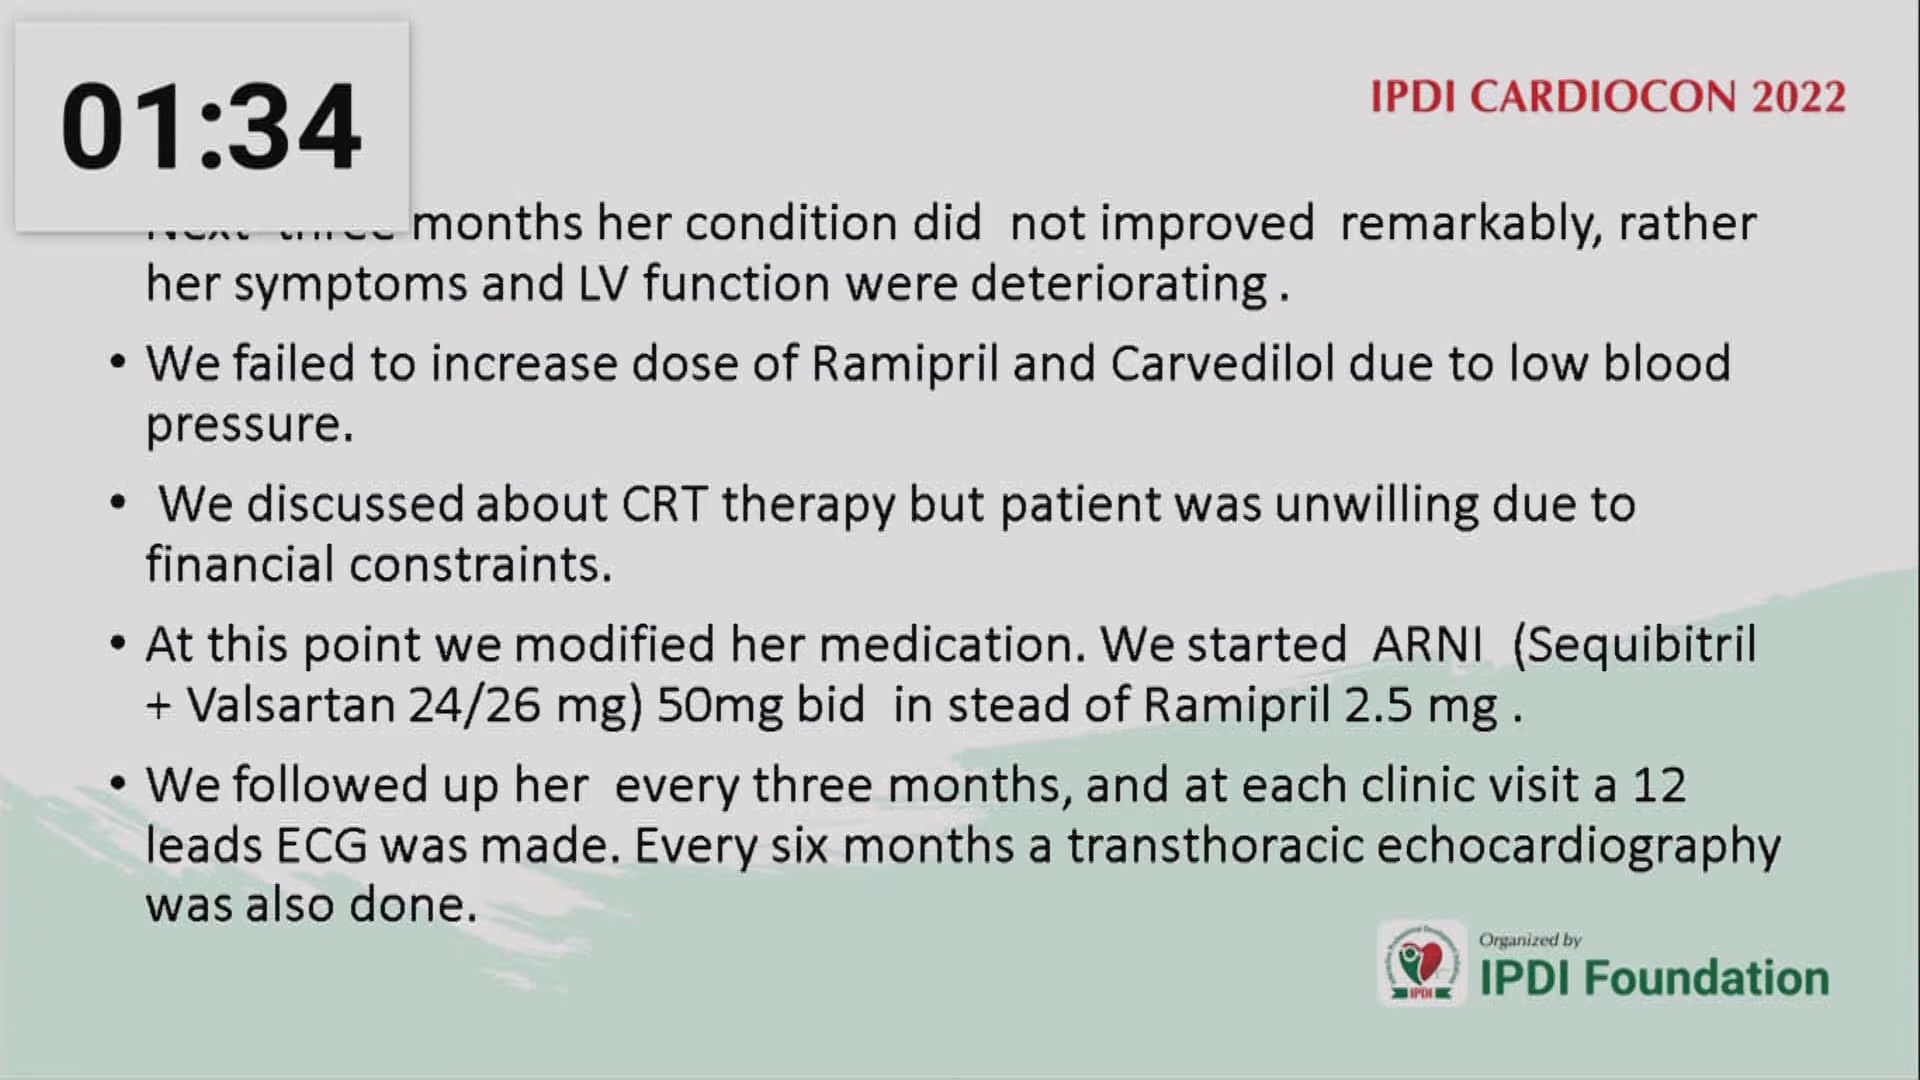 01:34
IPDI CARDIOCON 2022
Next three months her condition did not improved remarkably, rather
her symptoms and LV function were deteriorating .
• We failed to increase dose of Ramipril and Carvedilol due to low blood
pressure.
• We discussed about CRT therapy but patient was unwilling due to
financial constraints.
• At this point we modified her medication. We started ARNI (Sequibitril
+ Valsartan 24/26 mg) 50mg bid in stead of Ramipril 2.5 mg .
• We followed up her every three months, and at each clinic visit a 12
leads ECG was made. Every six months a transthoracic echocardiography
was also done.
Organized by
IPDI Foundation
IPDI